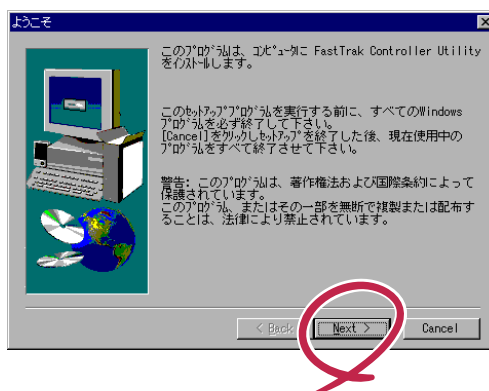 ようこそ
このﾌﾟﾛｸﾞﾗﾑは、ｺﾝﾋﾟｭｰﾀに FastTrak Controller Utility
をｲﾝｽﾄｰﾙします。
このｾｯﾄｱｯﾌﾟﾌﾟﾛｸﾞﾗﾑを実行する前に、すべてのWindows
ﾌﾟﾛｸﾞﾗﾑを必ず終了して下さい。
[Cancel]をｸﾘｯｸしｾｯﾄｱｯﾌﾟを終了した後、現在使用中の
ﾌﾟﾛｸﾞﾗﾑをすべて終了させて下さい。
警告: このﾌﾟﾛｸﾞﾗﾑは、著作権法および国際条約によって
保護されています。
このﾌﾟﾛｸﾞﾗﾑ、またはその一部を無断で複製または配布す
ることは、法律により禁止されています。
< Back
Next >
Cancel